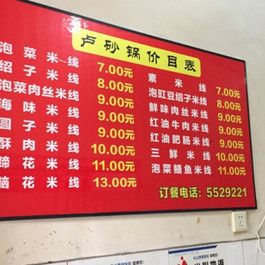 卢砂锅价目表
泡菜米线 7.00元
绍子米线 8.00元
泡菜肉丝米线 9.00元
海味米线 9.00元
圆子米线 9.00元
酥肉米线 10.00元
蹄花米线 11.00元
脑花米线 13.00元
素米线 6.00元
泡豇豆绍子米线 8.00元
鲜味肉丝米线 9.00元
红油牛肉米线 9.00元
红油肥肠米线 10.00元
三鲜米线 10.00元
泡菜鳝鱼米线 12.00元
订餐电话：5529221